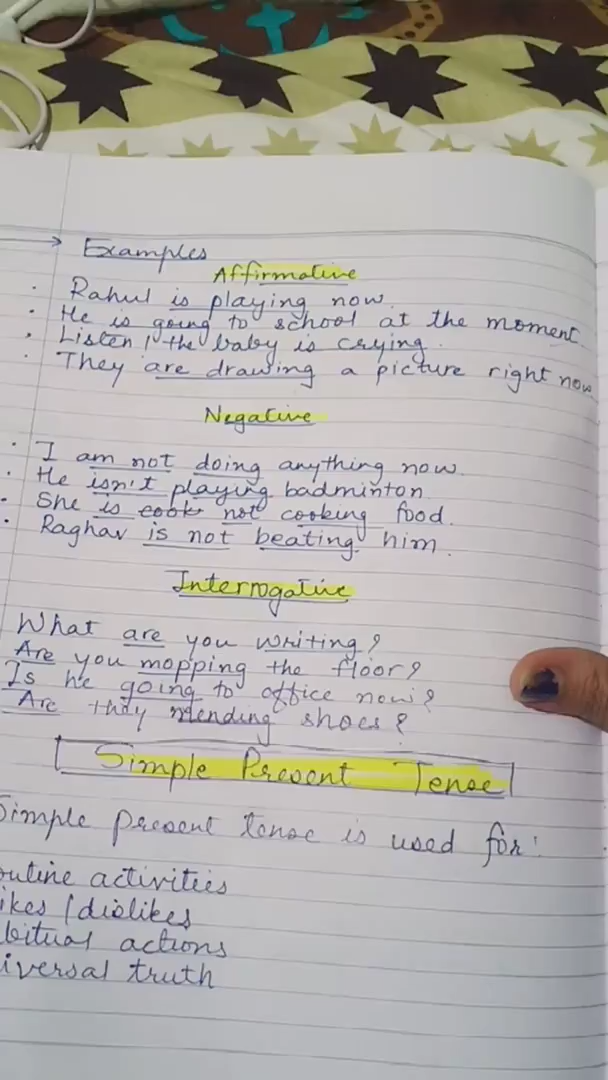 Examples
Affirmative
Rahul is playing now.
He is going to school at the moment.
Listen! the baby is crying.
They are drawing a picture right now.
Negative
I am not doing anything now.
He isn't playing badminton
She is not cooking food.
Raghav is not beating him.
Interrogative
What are you writing?
Are you mopping the floor?
Is he going to office now?
Are they mending shoes?
Simple Present Tense
Simple present tense is used for:
outine activities
ikes / dislikes
bitual actions
iversal truth